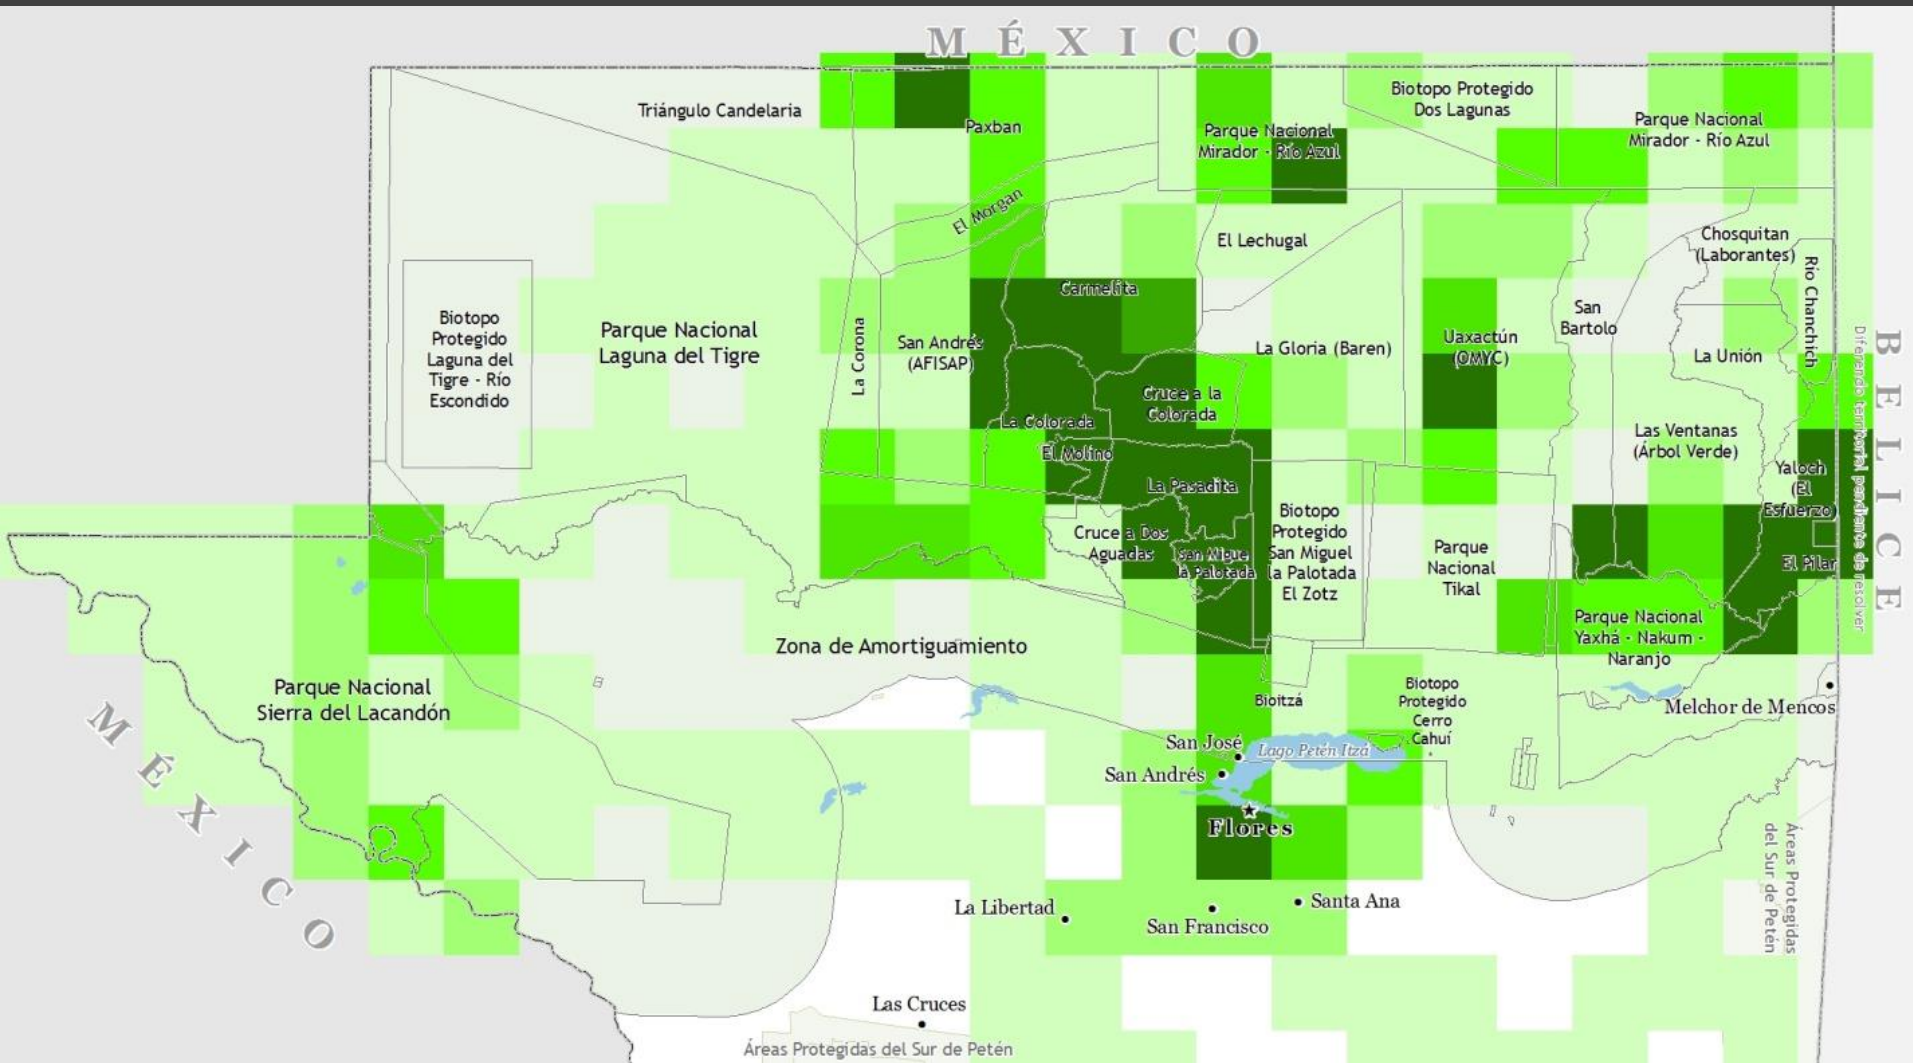 MÉXICO
Triángulo Candelaria
Paxban
Parque Nacional
Mirador - Río Azul
Biotopo Protegido
Dos Lagunas
Parque Nacional
Mirador - Río Azul
El Morgan
El Lechugal
Chosquitan
(Laborantes)
Río Chanchich
Biotopo
Protegido
Laguna del
Tigre - Río
Escondido
Parque Nacional
Laguna del Tigre
La Corona
San Andrés
(AFISAP)
Carmelita
La Gloria (Baren)
Uaxactún
(OMYC)
San
Bartolo
La Unión
BELICE
Diferendo territorial pendiente de resolver
La Colorada
Cruce a la
Colorada
El Molino
La Pasadita
Las Ventanas
(Árbol Verde)
Yaloch
(El
Esfuerzo)
Cruce a Dos
Aguadas
San Migue
la Palotada
Biotopo
Protegido
San Miguel
la Palotada
El Zotz
Parque
Nacional
Tikal
El Pilar
Zona de Amortiguamiento
Parque Nacional
Yaxhá - Nakum -
Naranjo
Parque Nacional
Sierra del Lacandón
Bioitzá
Biotopo
Protegido
Cerro
Cahuí
Melchor de Mencos
MÉXICO
San José
Lago Petén Itzá
San Andrés
Flores
Áreas Protegidas
del Sur de Petén
La Libertad
San Francisco
Santa Ana
Las Cruces
Áreas Protegidas del Sur de Petén